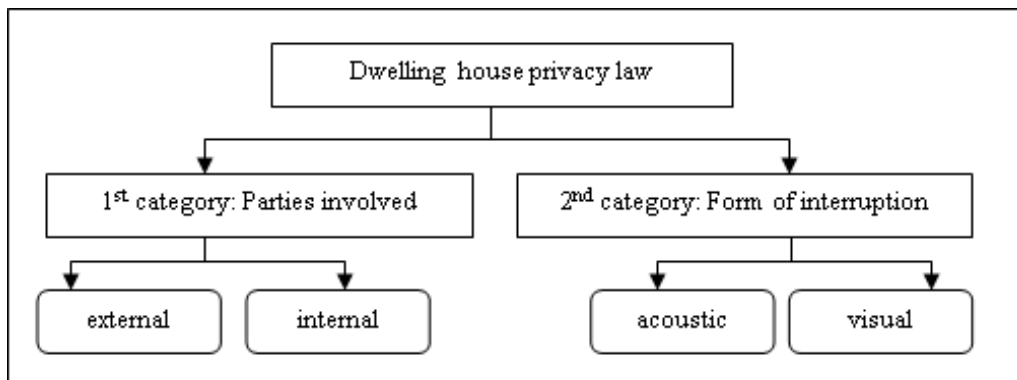 Dwelling house privacy law
1st category: Parties involved
2nd category: Form of interruption
external
internal
acoustic
visual